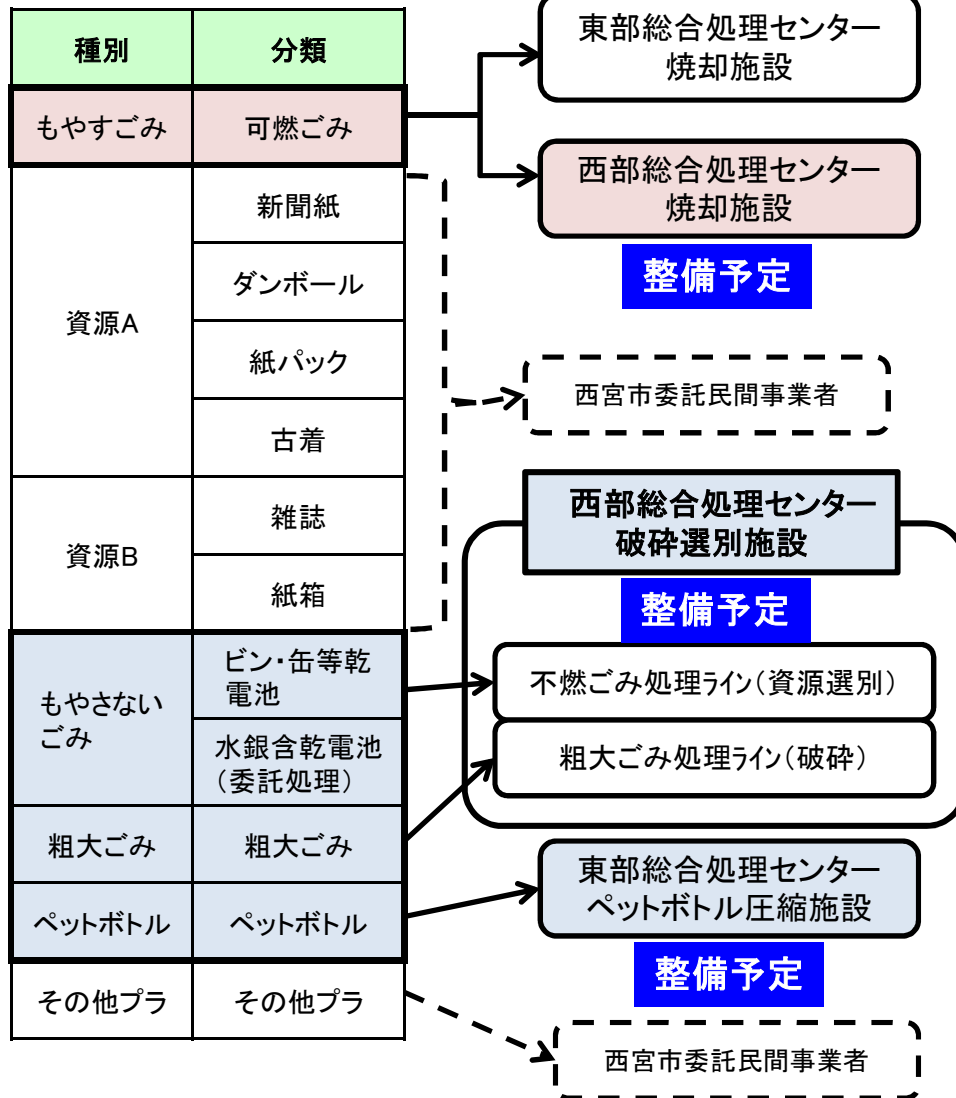 種別
分類
もやすごみ
可燃ごみ
資源A
新聞紙
ダンボール
紙パック
古着
資源B
雑誌
紙箱
もやさない
ごみ
ビン・缶等乾
電池
水銀含乾電池
（委託処理）
粗大ごみ
粗大ごみ
ペットボトル
ペットボトル
その他プラ
その他プラ
東部総合処理センター
焼却施設
西部総合処理センター
焼却施設
整備予定
西宮市委託民間事業者
西部総合処理センター
破砕選別施設
整備予定
不燃ごみ処理ﾗｲﾝ（資源選別）
粗大ごみ処理ﾗｲﾝ（破砕）
東部総合処理センター
ペットボトル圧縮施設
整備予定
西宮市委託民間事業者